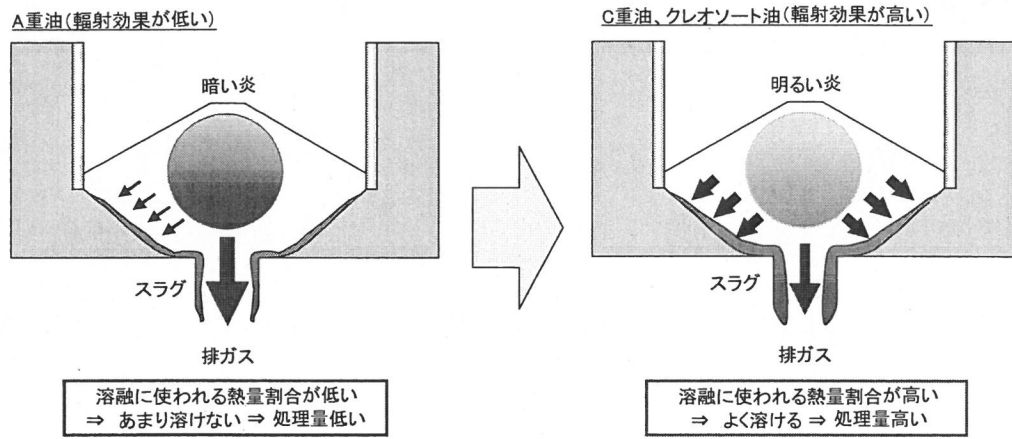 A重油(輻射効果が低い)
暗い炎
スラグ
排ガス
溶融に使われる熱量割合が低い
⇒ あまり溶けない ⇒ 処理量低い
C重油、クレオソート油(輻射効果が高い)
明るい炎
スラグ
排ガス
溶融に使われる熱量割合が高い
⇒ よく溶ける ⇒ 処理量高い